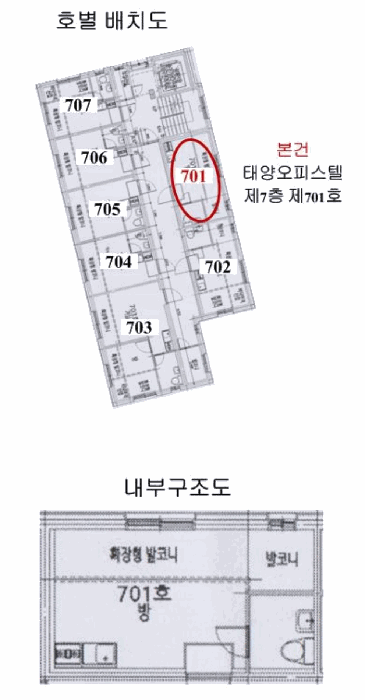 호별 배치도
707
706
705
704
703
701
702
본건
태양오피스텔
제7층 제701호
내부구조도
확장형 발코니
발코니
701호
방